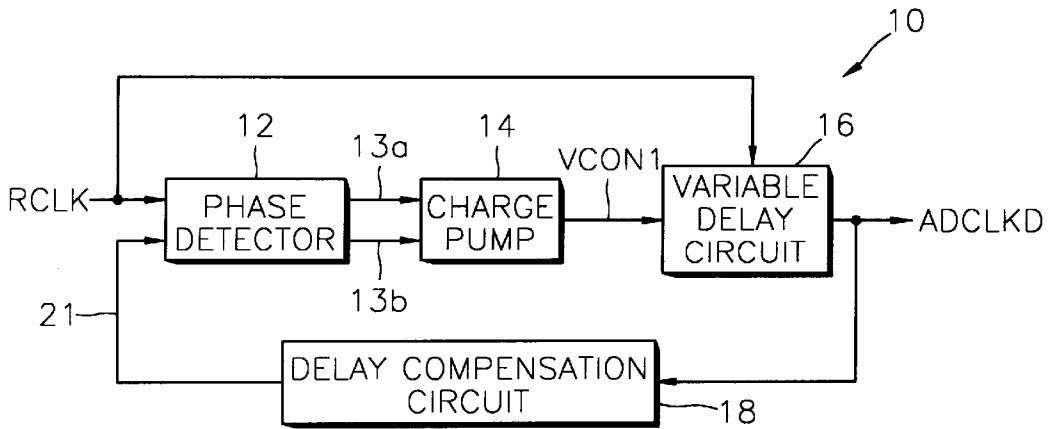 10
12
13a
14
VCON1
16
RCLK
PHASE
DETECTOR
CHARGE
PUMP
VARIABLE
DELAY
CIRCUIT
ADCLKD
13b
21
DELAY COMPENSATION
CIRCUIT
18